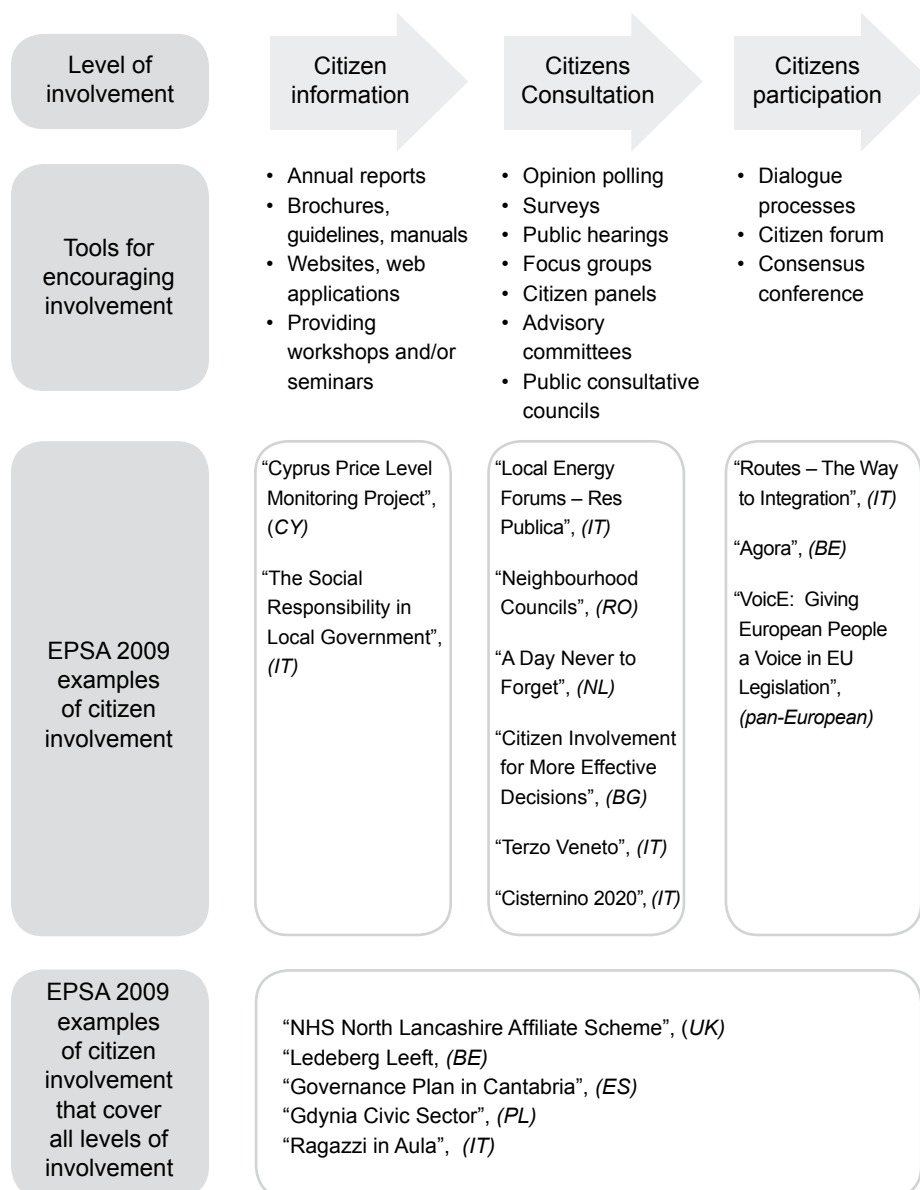 Level of
involvement
Citizen
information
Citizens
Consultation
Citizens
participation
Tools for
encouraging
involvement
• Annual reports
• Brochures,
guidelines, manuals
• Websites, web
applications
• Providing
workshops and/or
seminars
• Opinion polling
• Surveys
• Public hearings
• Focus groups
• Citizen panels
• Advisory
committees
• Public consultative
councils
• Dialogue
processes
• Citizen forum
• Consensus
conference
EPSA 2009
examples
of citizen
involvement
“Cyprus Price Level
Monitoring Project”,
(CY)
“The Social
Responsibility in
Local Government”,
(IT)
“Local Energy
Forums – Res
Publica”, (IT)
“Neighbourhood
Councils”, (RO)
“A Day Never to
Forget”, (NL)
“Citizen Involvement
for More Effective
Decisions”, (BG)
“Terzo Veneto”, (IT)
“Cisternino 2020”, (IT)
“Routes – The Way
to Integration”, (IT)
“Agora”, (BE)
“VoicE: Giving
European People
a Voice in EU
Legislation”,
(pan-European)
EPSA 2009
examples
of citizen
involvement
that cover
all levels of
involvement
“NHS North Lancashire Affiliate Scheme”, (UK)
“Ledeberg Leeft, (BE)
“Governance Plan in Cantabria”, (ES)
“Gdynia Civic Sector”, (PL)
“Ragazzi in Aula”, (IT)